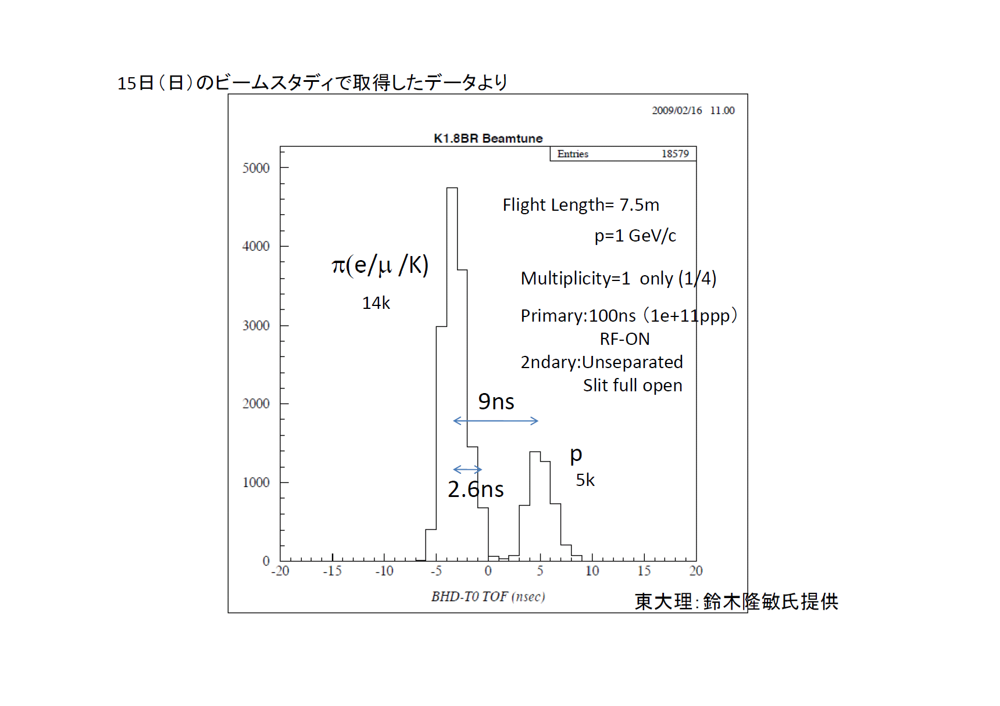 15日（日）のビームスタディで取得したデータより
2009/02/16 11.00
K1.8BR Beamtune
Entries 18579
5000
4000
3000
2000
1000
0
Flight Length= 7.5m
p=1 GeV/c
π(e/μ /K)
14k
Multiplicity=1 only (1/4)
Primary:100ns（1e+11ppp）
RF-ON
2ndary:Unseparated
Slit full open
9ns
p
5k
2.6ns
-20 -15 -10 -5 0 5 10 15 20
BHD-T0 TOF (nsec)
東大理：鈴木隆敏氏提供